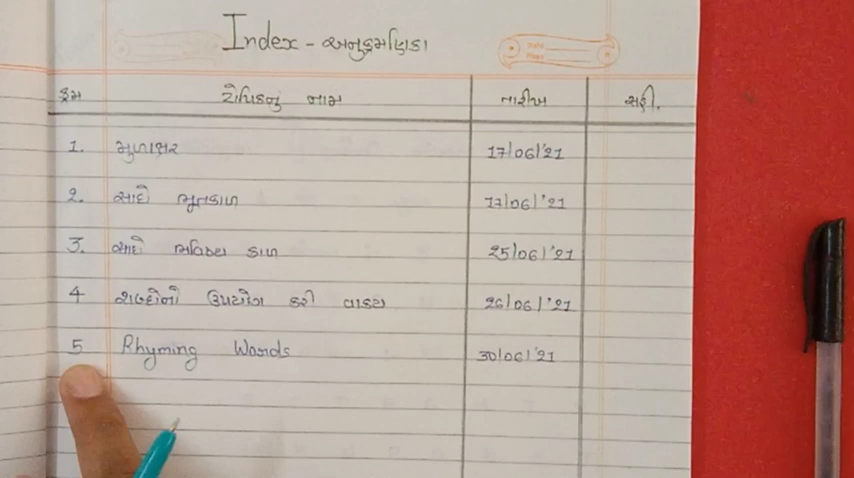 Index - અનુક્રમણિકા
ક્રમ ટોપિકનું નામ તારીખ સહી.
1. મુળાક્ષર 17/06/'21
2. સાદો ભૂતકાળ 17/06/'21
3. સાદો ભવિષ્ય કાળ 25/06/'21
4 શબ્દોનો ઉપયોગ કરી વાક્ય 26/06/'21
5 Rhyming Words 30/06/'21